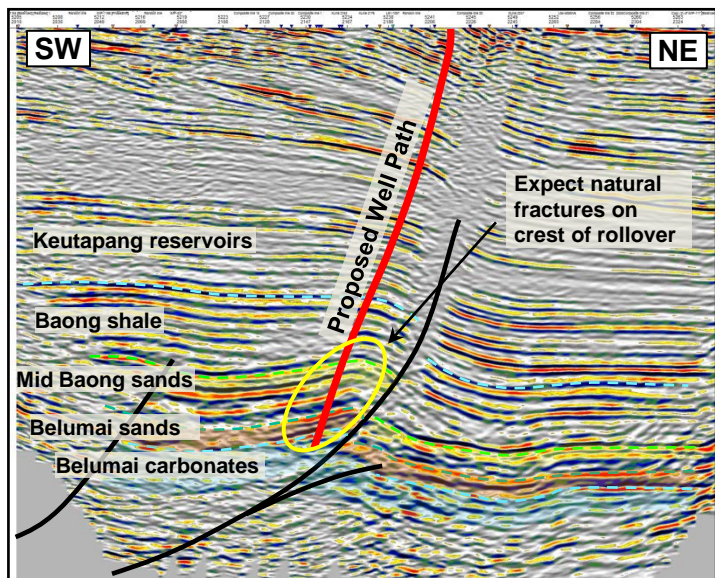 SW
NE
Proposed Well Path
Expect natural
fractures on
crest of rollover
Keutapang reservoirs
Baong shale
Mid Baong sands
Belumai sands
Belumai carbonates